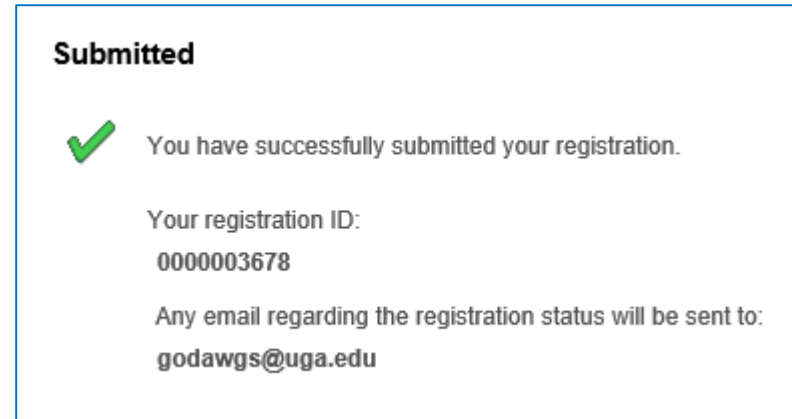 Submitted
You have successfully submitted your registration.
Your registration ID:
0000003678
Any email regarding the registration status will be sent to:
godawgs@uga.edu